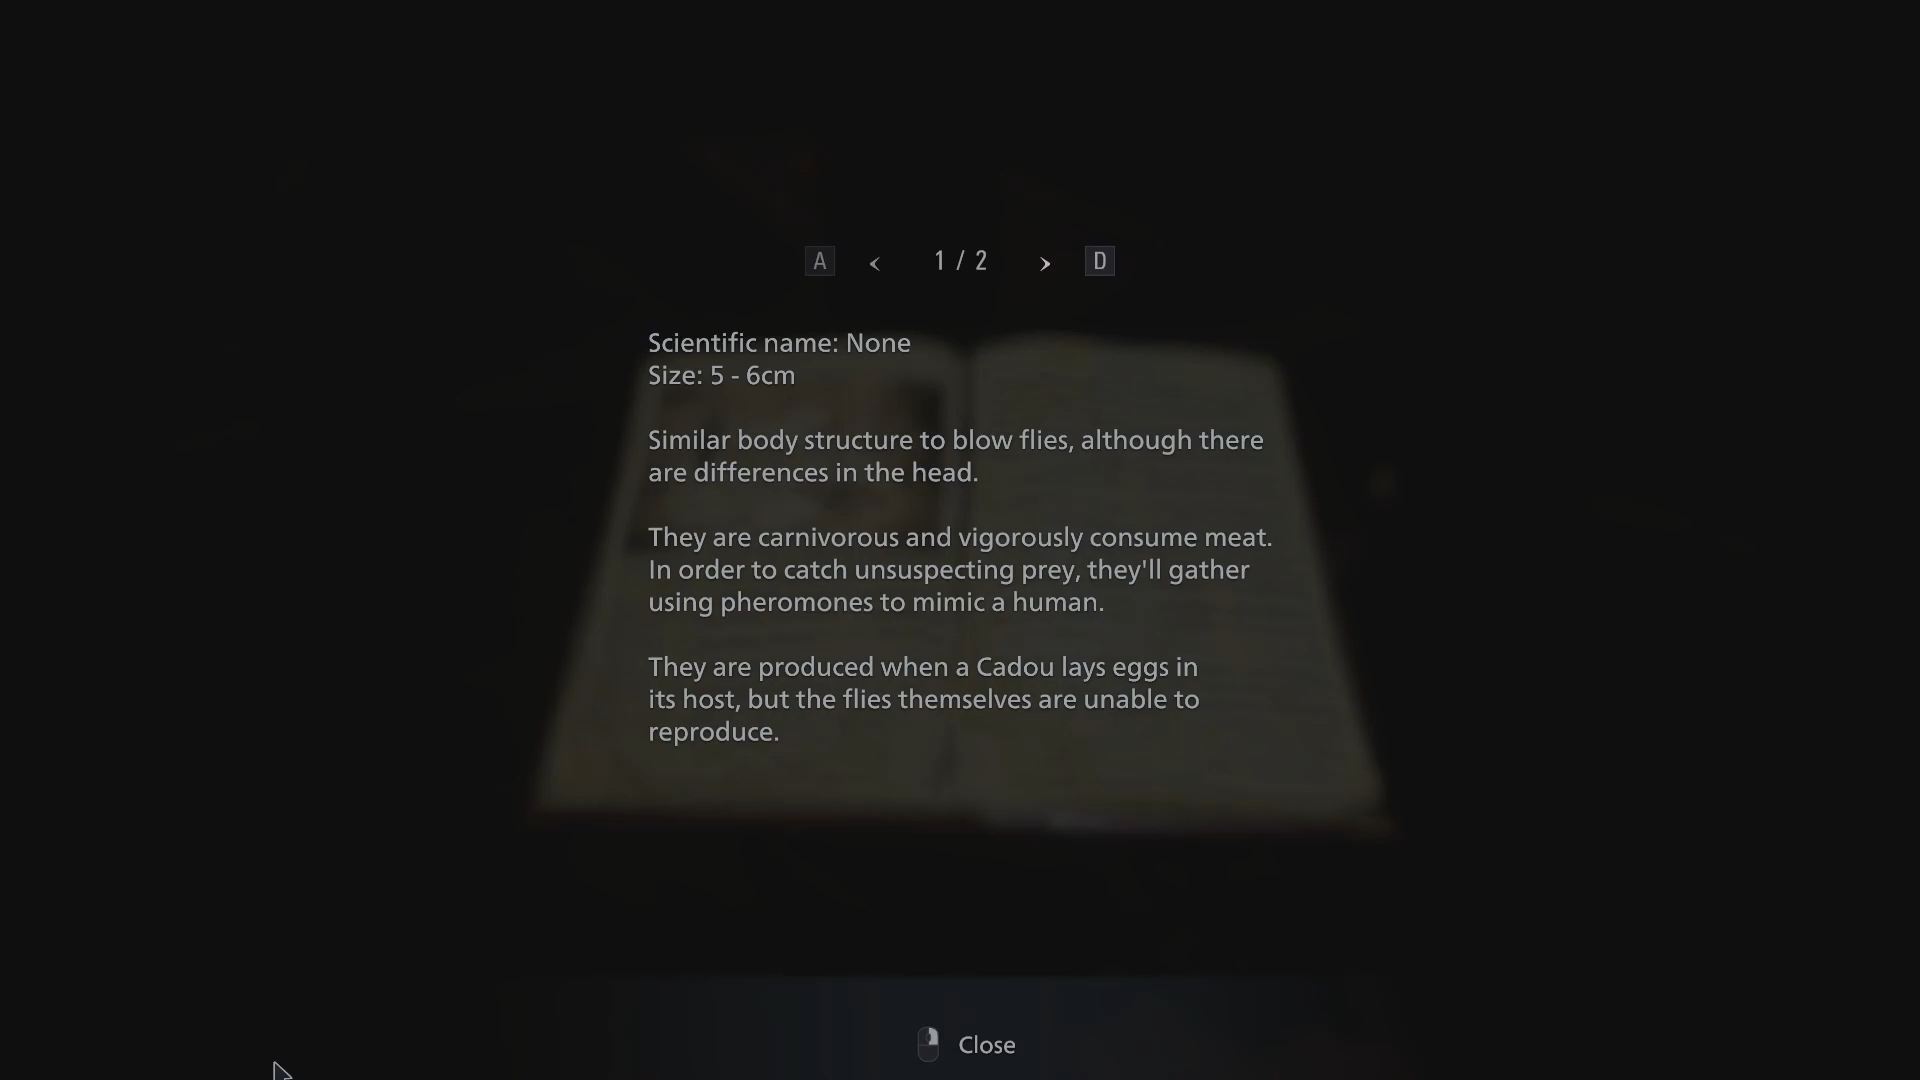 A < 1 / 2 > D
Scientific name: None
Size: 5 - 6cm
Similar body structure to blow flies, although there
are differences in the head.
They are carnivorous and vigorously consume meat.
In order to catch unsuspecting prey, they'll gather
using pheromones to mimic a human.
They are produced when a Cadou lays eggs in
its host, but the flies themselves are unable to
reproduce.
Close